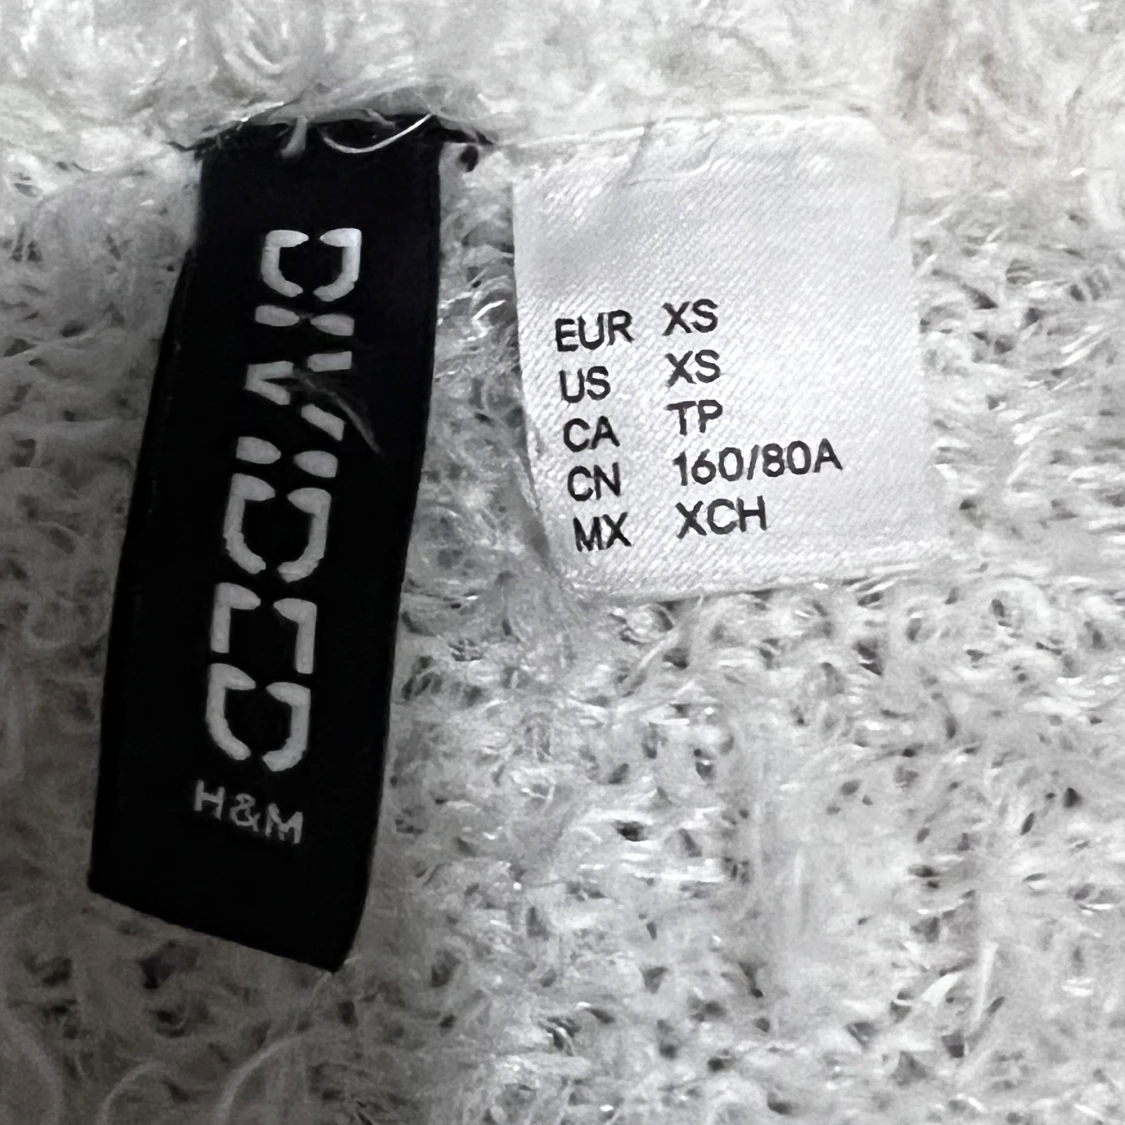 DIVIDED
H&M
EUR XS
US XS
CA TP
CN 160/80A
MX XCH